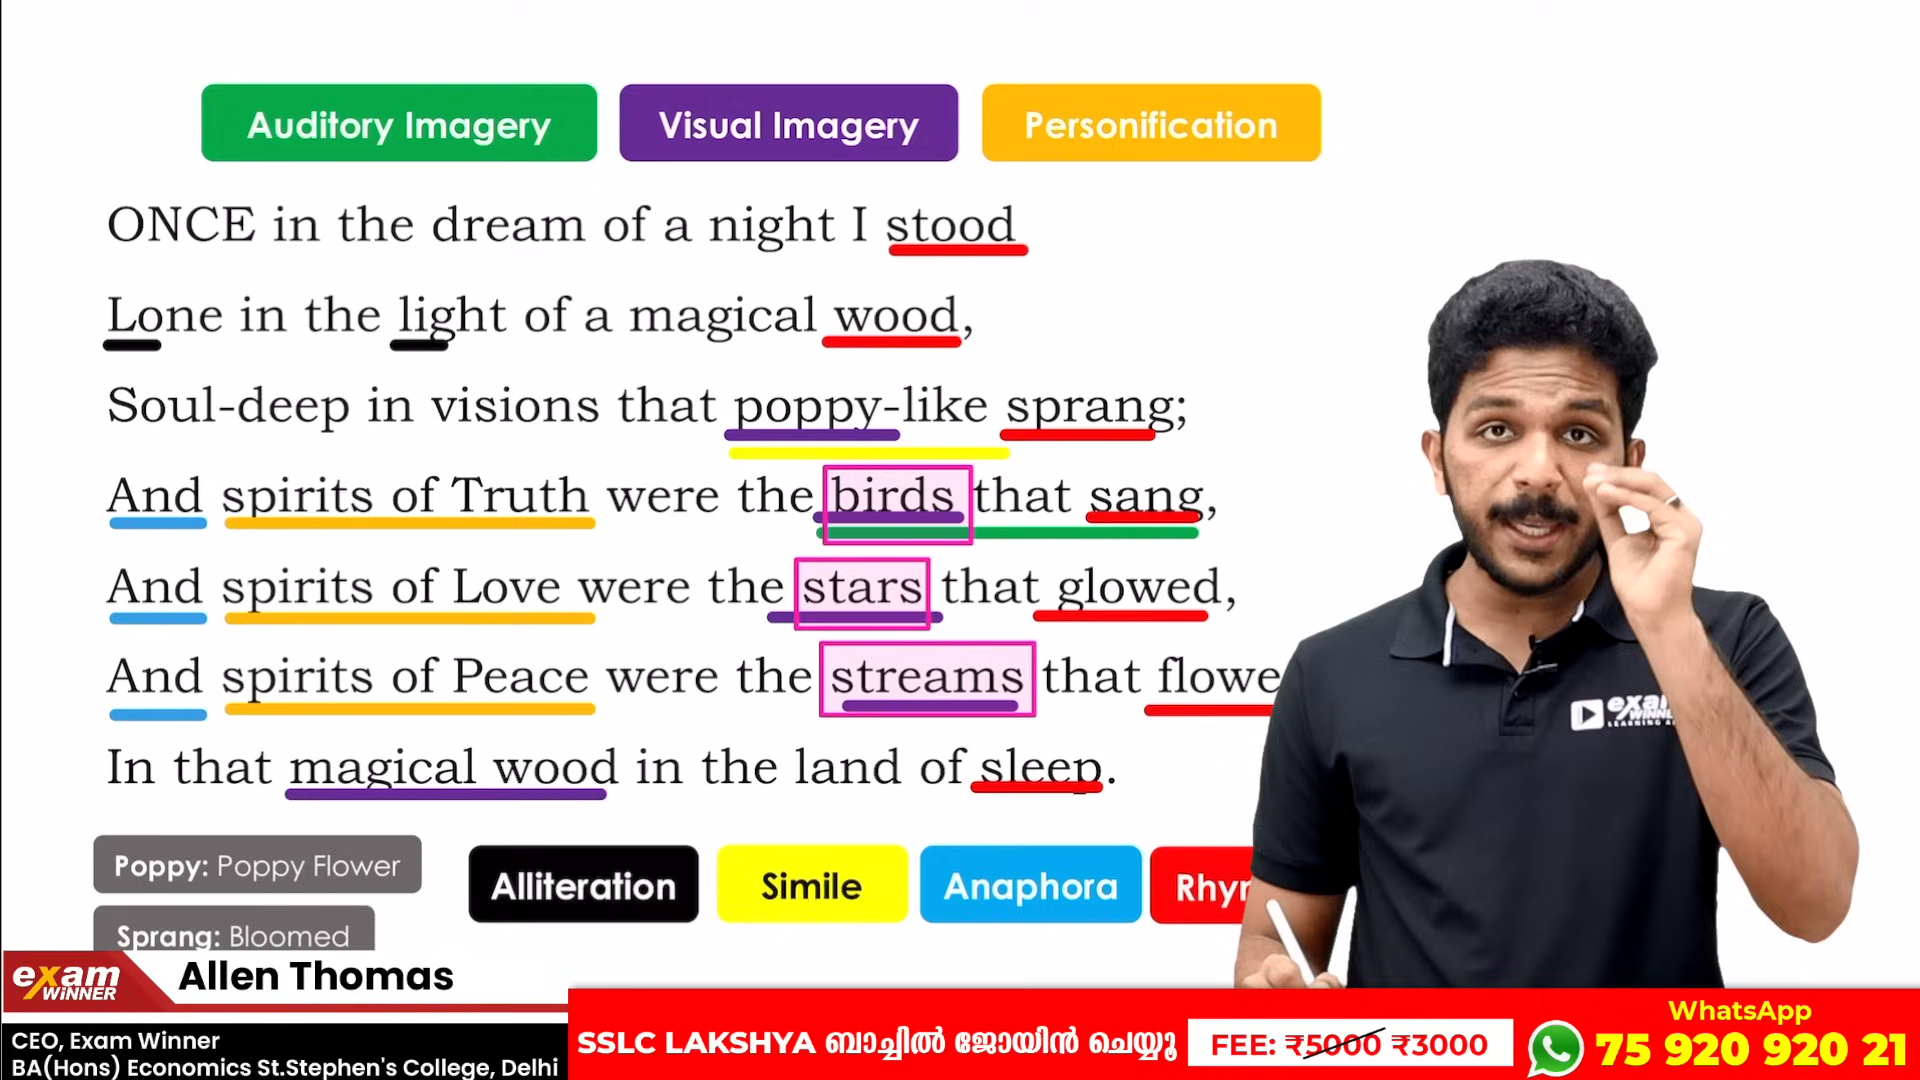 Auditory Imagery Visual Imagery Personification
ONCE in the dream of a night I stood
Lone in the light of a magical wood,
Soul-deep in visions that poppy-like sprang;
And spirits of Truth were the birds that sang,
And spirits of Love were the stars that glowed,
And spirits of Peace were the streams that flowe
In that magical wood in the land of sleep.
Poppy: Poppy Flower
Alliteration Simile Anaphora Rhy
Sprang: Bloomed
exam WiNNER
exam WiNNER
Allen Thomas
CEO, Exam Winner
BA(Hons) Economics St.Stephen's College, Delhi
SSLC LAKSHYA ബാച്ചിൽ ജോയിൻ ചെയ്യൂ
FEE: ₹5000 ₹3000
WhatsApp
75 920 920 21